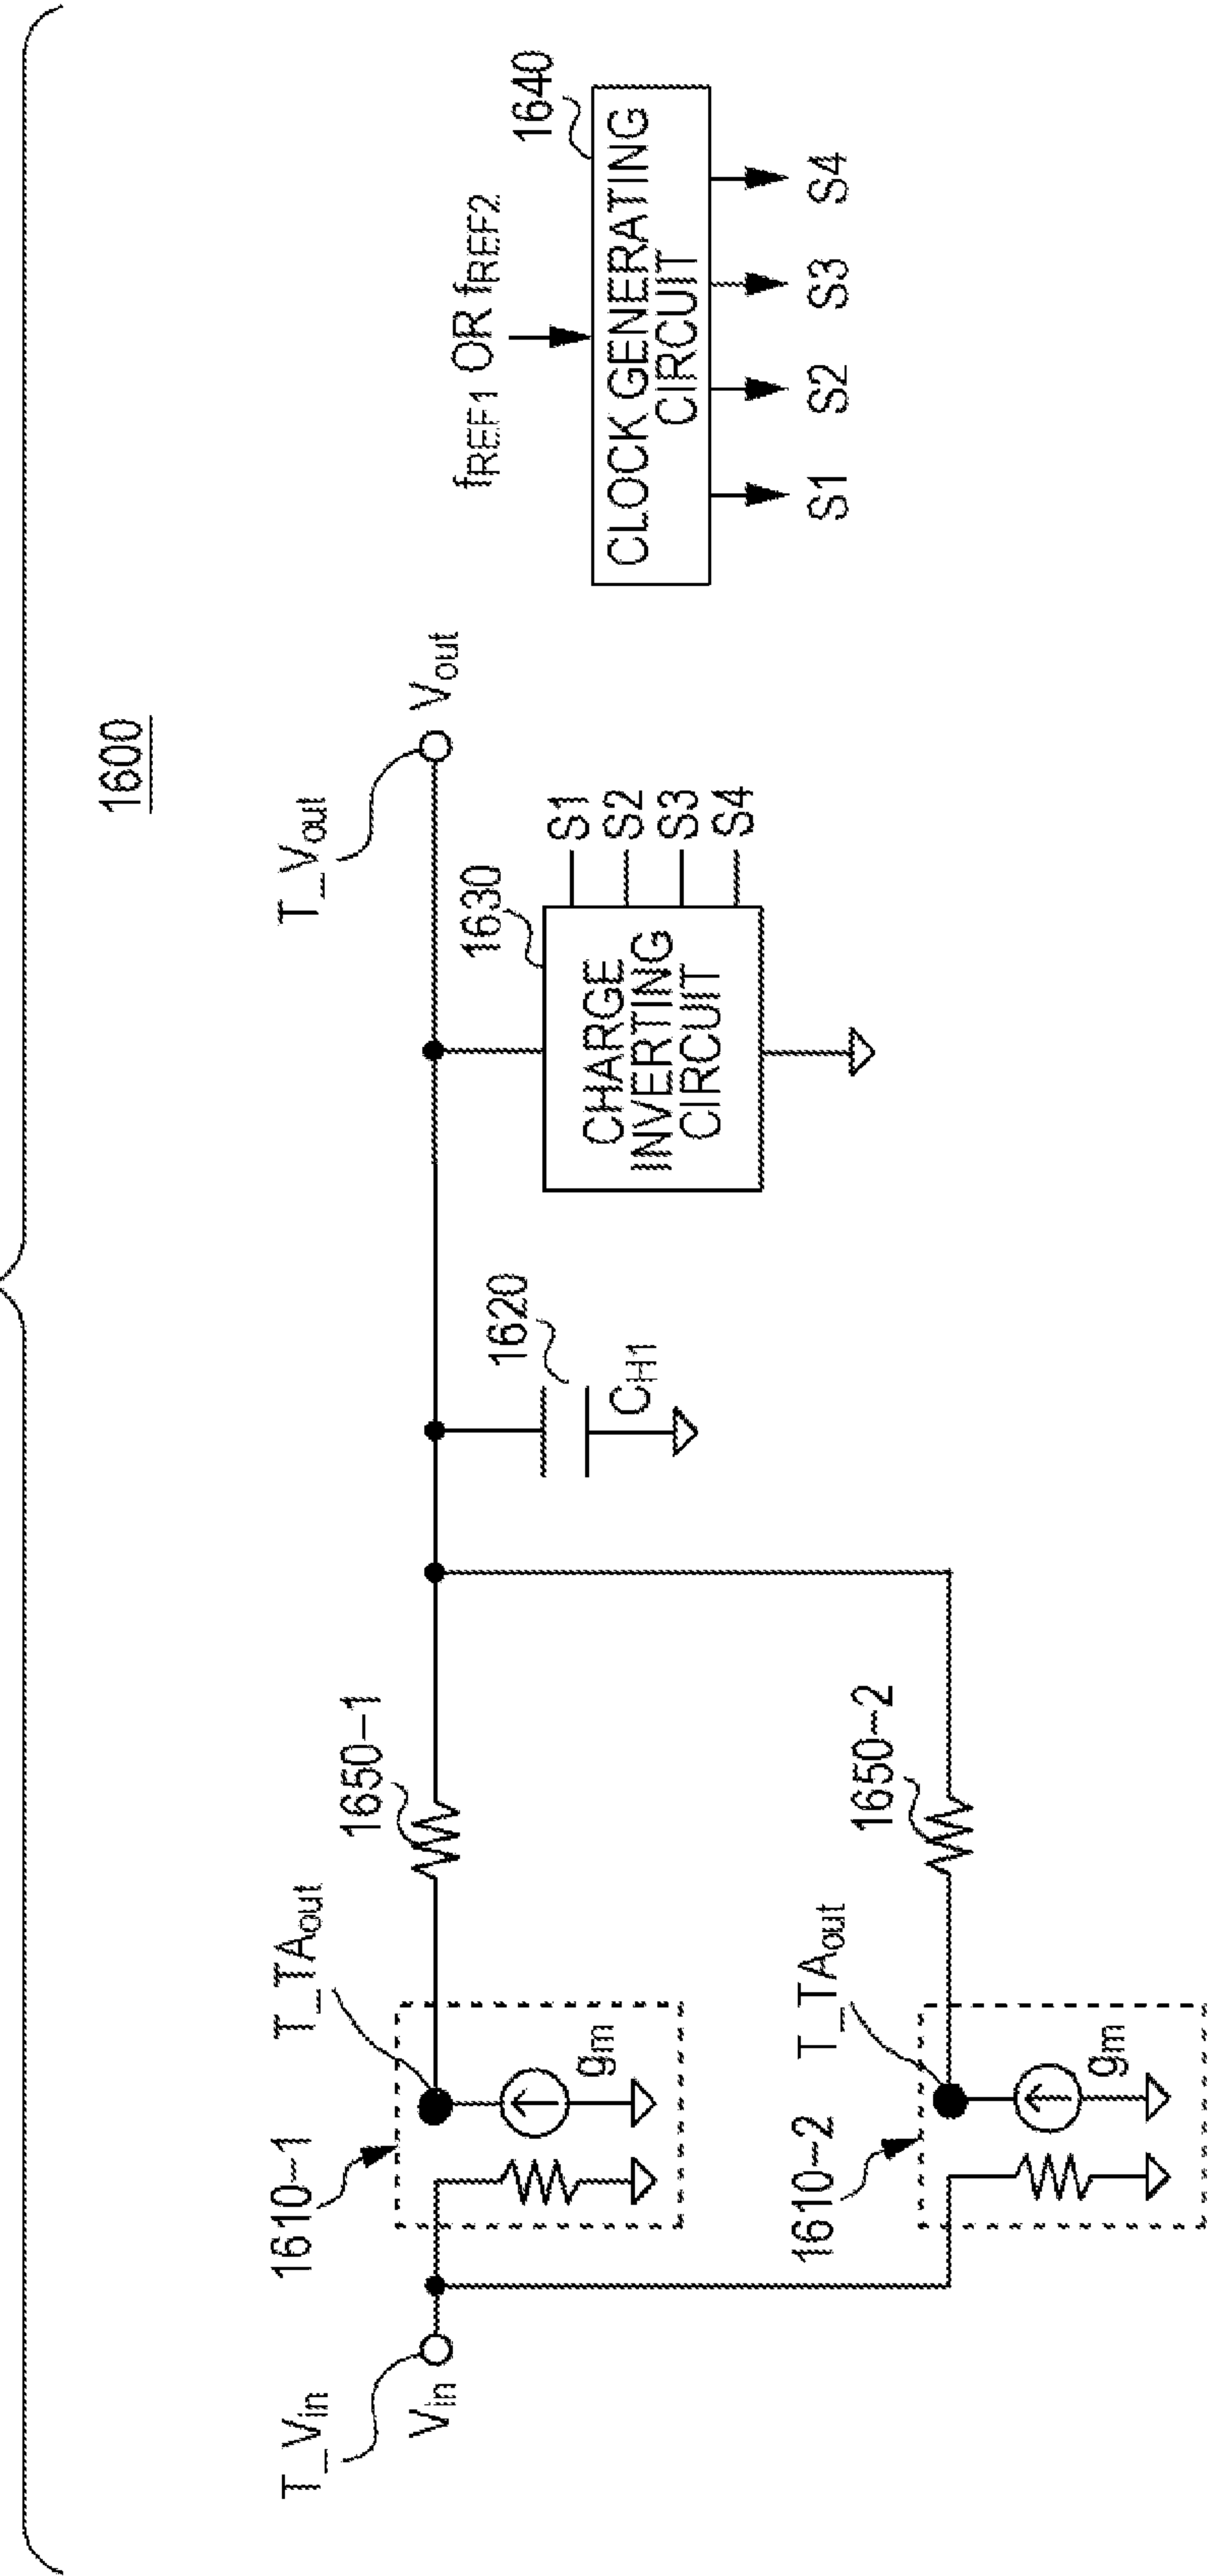 1600
T_Vin
Vin
1610-1
T_TAout
gm
1650-1
1610-2
T_TAout
gm
1650-2
1620
CH1
1630
CHARGE
INVERTING
CIRCUIT
S1
S2
S3
S4
T_Vout
Vout
fREF1 OR fREF2
1640
CLOCK GENERATING
CIRCUIT
S1 S2 S3 S4